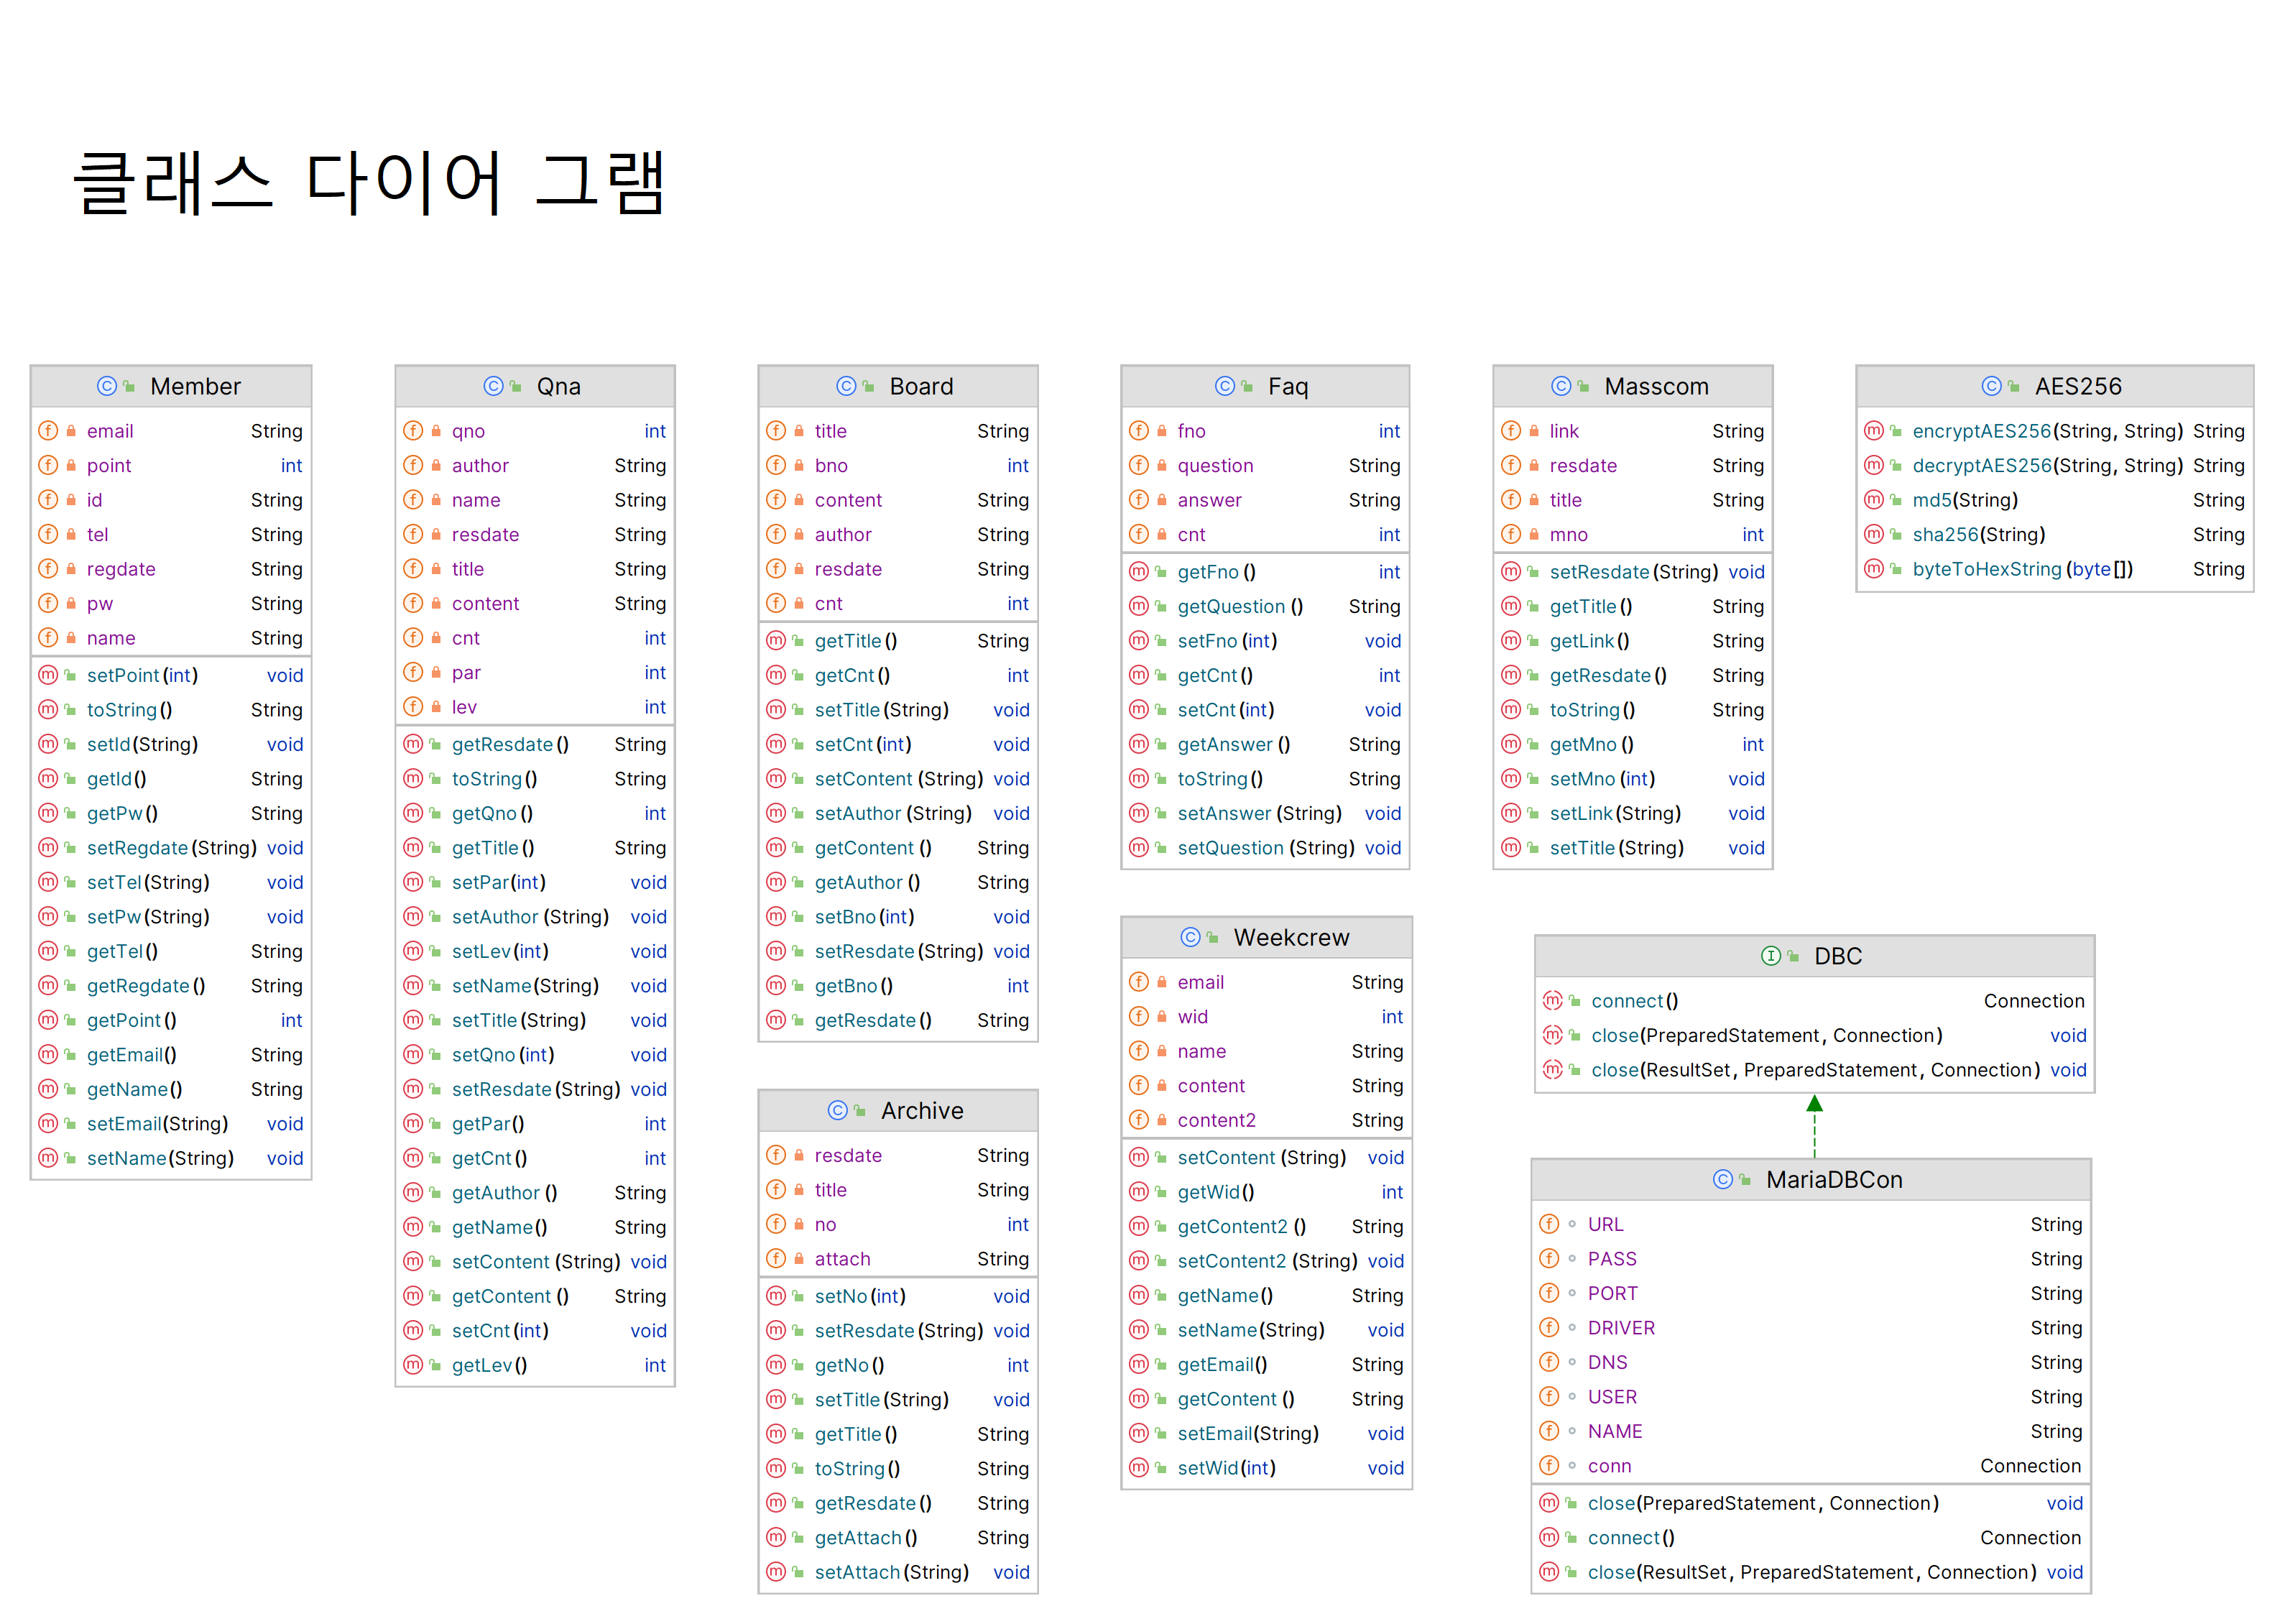 클래스 다이어 그램
Member
email String
point int
id String
tel String
regdate String
pw String
name String
setPoint(int) void
toString() String
setId(String) void
getId() String
getPw() String
setRegdate(String) void
setTel(String) void
setPw(String) void
getTel() String
getRegdate() String
getPoint() int
getEmail() String
getName() String
setEmail(String) void
setName(String) void
Qna
qno int
author String
name String
resdate String
title String
content String
cnt int
par int
lev int
getResdate() String
toString() String
getQno() int
getTitle() String
setPar(int) void
setAuthor(String) void
setLev(int) void
setName(String) void
setTitle(String) void
setQno(int) void
setResdate(String) void
getPar() int
getCnt() int
getAuthor() String
getName() String
setContent(String) void
getContent() String
setCnt(int) void
getLev() int
Board
title String
bno int
content String
author String
resdate String
cnt int
getTitle() String
getCnt() int
setTitle(String) void
setCnt(int) void
setContent(String) void
setAuthor(String) void
getContent() String
getAuthor() String
setBno(int) void
setResdate(String) void
getBno() int
getResdate() String
Archive
resdate String
title String
no int
attach String
setNo(int) void
setResdate(String) void
getNo() int
setTitle(String) void
getTitle() String
toString() String
getResdate() String
getAttach() String
setAttach(String) void
Faq
fno int
question String
answer String
cnt int
getFno() int
getQuestion() String
setFno(int) void
getCnt() int
setCnt(int) void
getAnswer() String
toString() String
setAnswer(String) void
setQuestion(String) void
Weekcrew
email String
wid int
name String
content String
content2 String
setContent(String) void
getWid() int
getContent2() String
setContent2(String) void
getName() String
setName(String) void
getEmail() String
getContent() String
setEmail(String) void
setWid(int) void
Masscom
link String
resdate String
title String
mno int
setResdate(String) void
getTitle() String
getLink() String
getResdate() String
toString() String
getMno() int
setMno(int) void
setLink(String) void
setTitle(String) void
AES256
encryptAES256(String, String) String
decryptAES256(String, String) String
md5(String) String
sha256(String) String
byteToHexString(byte[]) String
DBC
connect() Connection
close(PreparedStatement, Connection) void
close(ResultSet, PreparedStatement, Connection) void
MariaDBCon
URL String
PASS String
PORT String
DRIVER String
DNS String
USER String
NAME String
conn Connection
close(PreparedStatement, Connection) void
connect() Connection
close(ResultSet, PreparedStatement, Connection) void